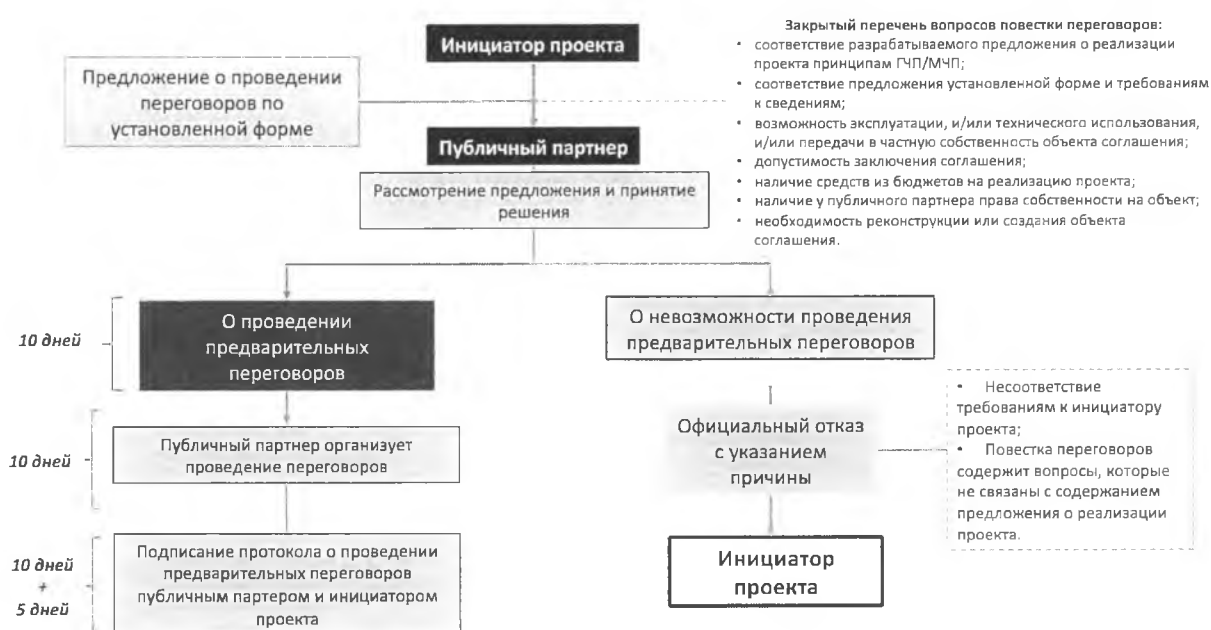 Инициатор проекта
Предложение о проведении
переговоров по
установленной форме
Закрытый перечень вопросов повестки переговоров:
• соответствие разрабатываемого предложения о реализации
проекта принципам ГЧП/МЧП;
• соответствие предложения установленной форме и требованиям
к сведениям;
• возможность эксплуатации, и/или технического использования,
и/или передачи в частную собственность объекта соглашения;
• допустимость заключения соглашения;
• наличие средств из бюджетов на реализацию проекта;
• наличие у публичного партнера права собственности на объект;
• необходимость реконструкции или создания объекта
соглашения.
Публичный партнер
Рассмотрение предложения и принятие
решения
10 дней
О проведении
предварительных
переговоров
О невозможности проведения
предварительных переговоров
10 дней
Публичный партнер организует
проведение переговоров
Официальный отказ
с указанием
причины
• Несоответствие
требованиям к инициатору
проекта;
• Повестка переговоров
содержит вопросы, которые
не связаны с содержанием
предложения о реализации
проекта.
10 дней
+
5 дней
Подписание протокола о проведении
предварительных переговоров
публичным партером и инициатором
проекта
Инициатор
проекта